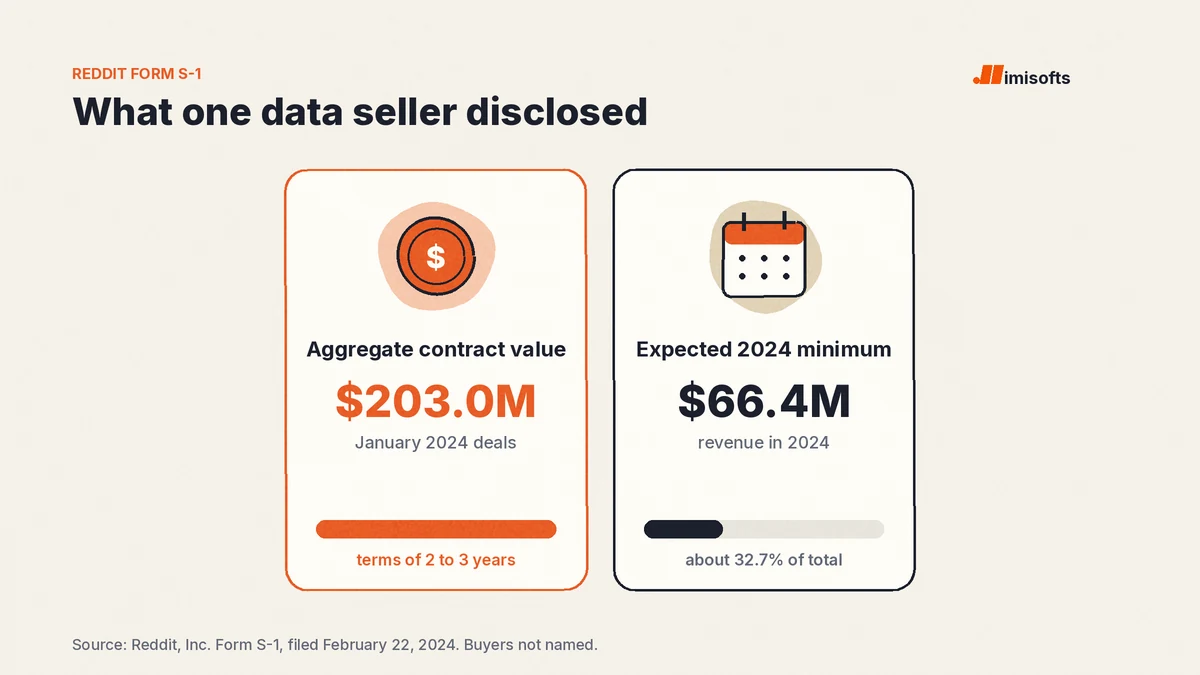 REDDIT FORM S-1
imisofts
What one data seller disclosed
$
Aggregate contract value
$203.0M
January 2024 deals
terms of 2 to 3 years
Expected 2024 minimum
$66.4M
revenue in 2024
about 32.7% of total
Source: Reddit, Inc. Form S-1, filed February 22, 2024. Buyers not named.